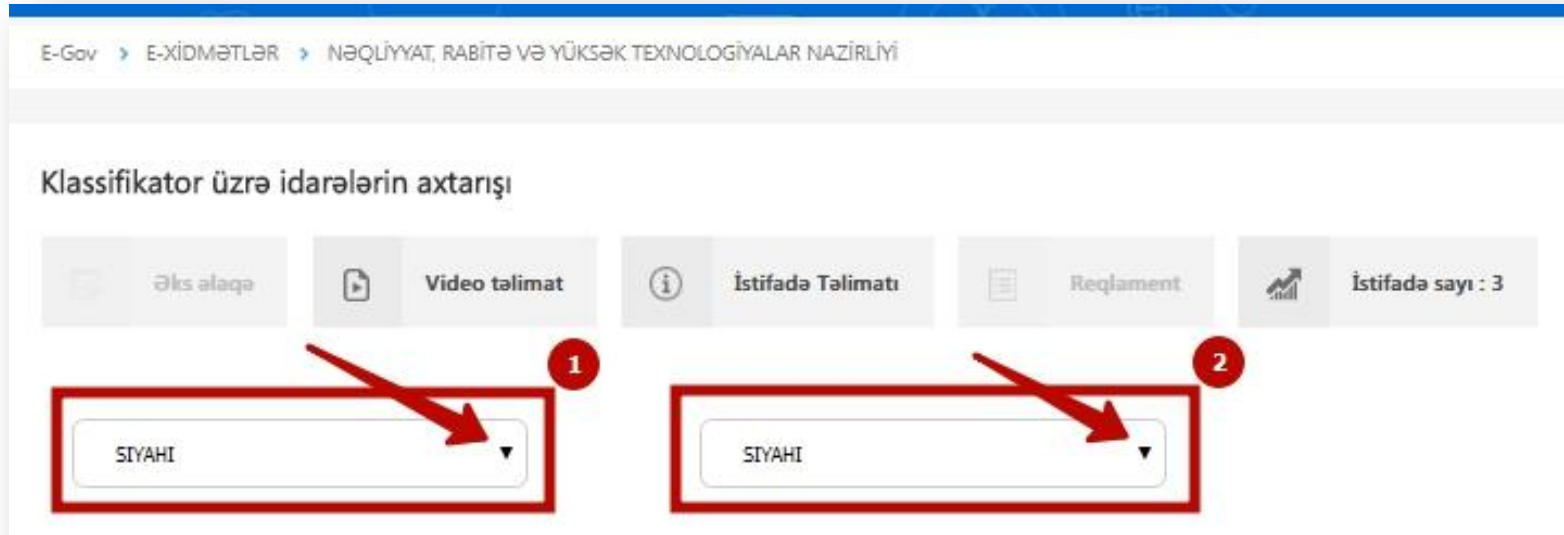 E-Gov > E-XİDMƏTLƏR > NƏQLİYYAT, RABİTƏ VƏ YÜKSƏK TEXNOLOGİYALAR NAZİRLİYİ
Klassifikator üzrə idarələrin axtarışı
Əks əlaqə Video təlimat İstifadə Təlimatı Reqlament İstifadə sayı : 3
1 2
SIYAHI SIYAHI